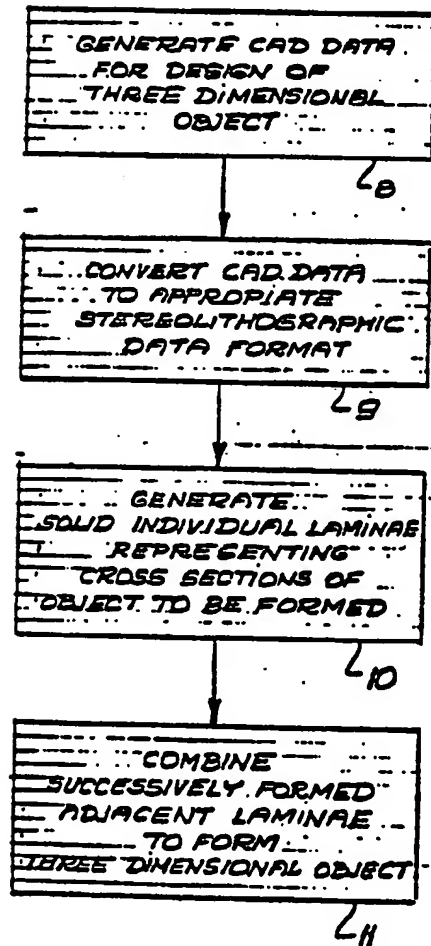 GENERATE CAD DATA
FOR DESIGN OF
THREE DIMENSIONAL
OBJECT
8
CONVERT CAD DATA
TO APPROPIATE
STEREOLITHOGRAPHIC
DATA FORMAT
9
GENERATE
SOLID INDIVIDUAL LAMINAE
REPRESENTING
CROSS SECTIONS OF
OBJECT TO BE FORMED
10
COMBINE
SUCCESSIVELY FORMED
ADJACENT LAMINAE
TO FORM
THREE DIMENSIONAL OBJECT
11